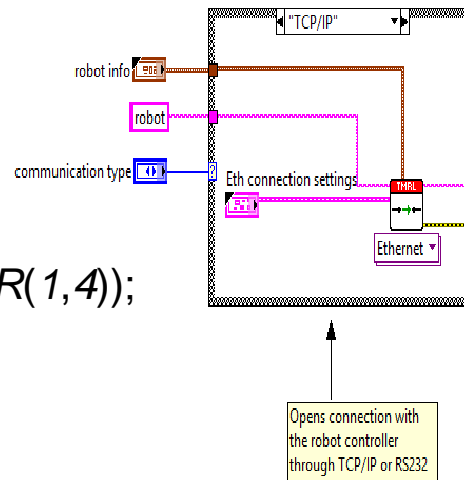 "TCP/IP"
robot info
robot
communication type
Eth connection settings
TMRL
Ethernet
R(1,4));
Opens connection with
the robot controller
through TCP/IP or RS232